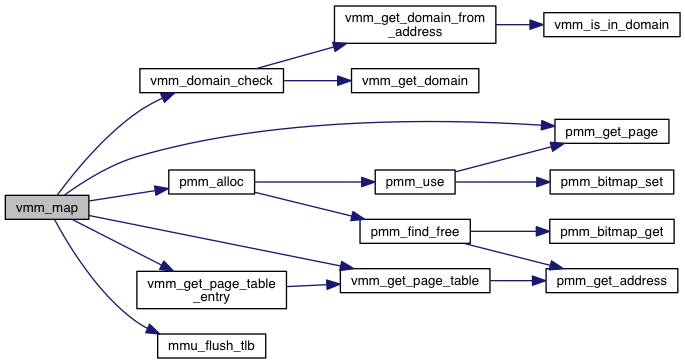 vmm_get_domain_from
_address
vmm_is_in_domain
vmm_domain_check
vmm_get_domain
pmm_get_page
pmm_alloc
pmm_use
pmm_bitmap_set
vmm_map
pmm_find_free
pmm_bitmap_get
vmm_get_page_table
_entry
vmm_get_page_table
pmm_get_address
mmu_flush_tlb